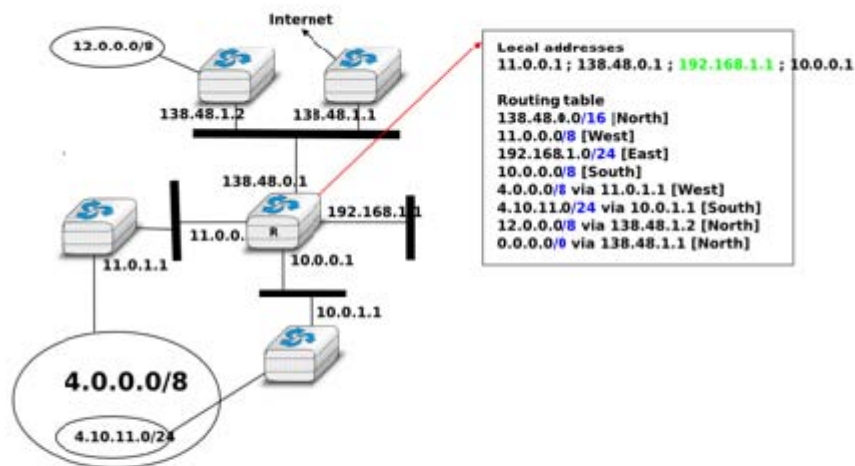 Internet
12.0.0.0/8
138.48.1.2
138.48.1.1
138.48.0.1
192.168.1.1
R
11.0.0.
11.0.1.1
10.0.0.1
10.0.1.1
4.0.0.0/8
4.10.11.0/24
Local addresses
11.0.0.1 ; 138.48.0.1 ; 192.168.1.1 ; 10.0.0.1
Routing table
138.48.0.0/16 [North]
11.0.0.0/8 [West]
192.168.1.0/24 [East]
10.0.0.0/8 [South]
4.0.0.0/8 via 11.0.1.1 [West]
4.10.11.0/24 via 10.0.1.1 [South]
12.0.0.0/8 via 138.48.1.2 [North]
0.0.0.0/0 via 138.48.1.1 [North]